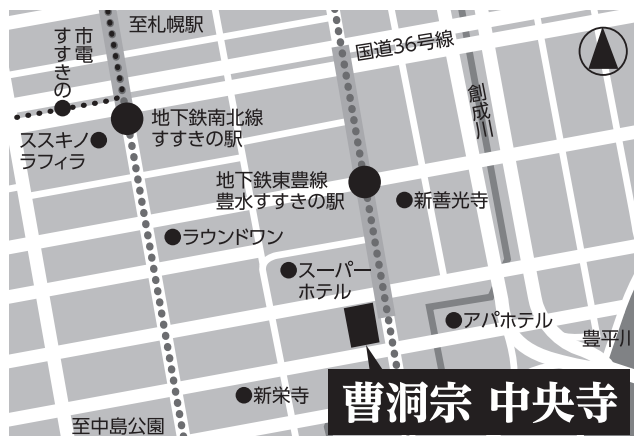 至札幌駅
市電
すすきの
国道36号線
創成川
地下鉄南北線
すすきの駅
ススキノ
ラフィラ
地下鉄東豊線
豊水すすきの駅
新善光寺
ラウンドワン
スーパー
ホテル
アパホテル
豊平川
新栄寺
曹洞宗 中央寺
至中島公園